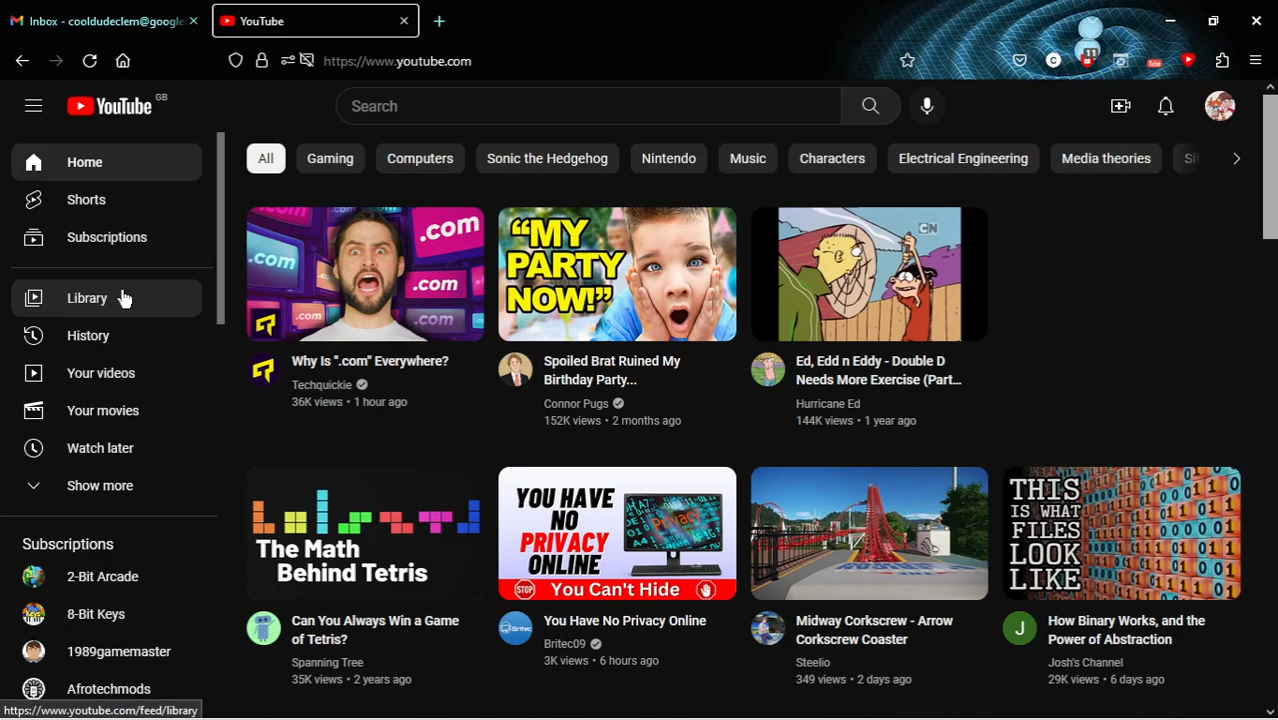 Inbox - cooldudeclem@google
YouTube
https://www.youtube.com
11
YouTube GB
Search
Home
Shorts
Subscriptions
Library
History
Your videos
Your movies
Watch later
Show more
Subscriptions
2-Bit Arcade
8-Bit Keys
1989gamemaster
Afrotechmods
https://www.youtube.com/feed/library
All
Gaming
Computers
Sonic the Hedgehog
Nintendo
Music
Characters
Electrical Engineering
Media theories
.com
.com
.com
.com
Why Is ".com" Everywhere?
Techquickie
36K views • 1 hour ago
"MY
PARTY
NOW!"
Spoiled Brat Ruined My
Birthday Party...
Connor Pugs
152K views • 2 months ago
CN
Ed, Edd n Eddy - Double D
Needs More Exercise (Part...
Hurricane Ed
144K views • 1 year ago
The Math
Behind Tetris
Can You Always Win a Game
of Tetris?
Spanning Tree
35K views • 2 years ago
YOU HAVE
NO
PRIVACY
ONLINE
Privacy
STOP You Can't Hide
You Have No Privacy Online
Britec09
3K views • 6 hours ago
Midway Corkscrew - Arrow
Corkscrew Coaster
Steelio
349 views • 2 days ago
THIS
IS WHAT
FILES
LOOK
LIKE
J
How Binary Works, and the
Power of Abstraction
Josh's Channel
29K views • 6 days ago